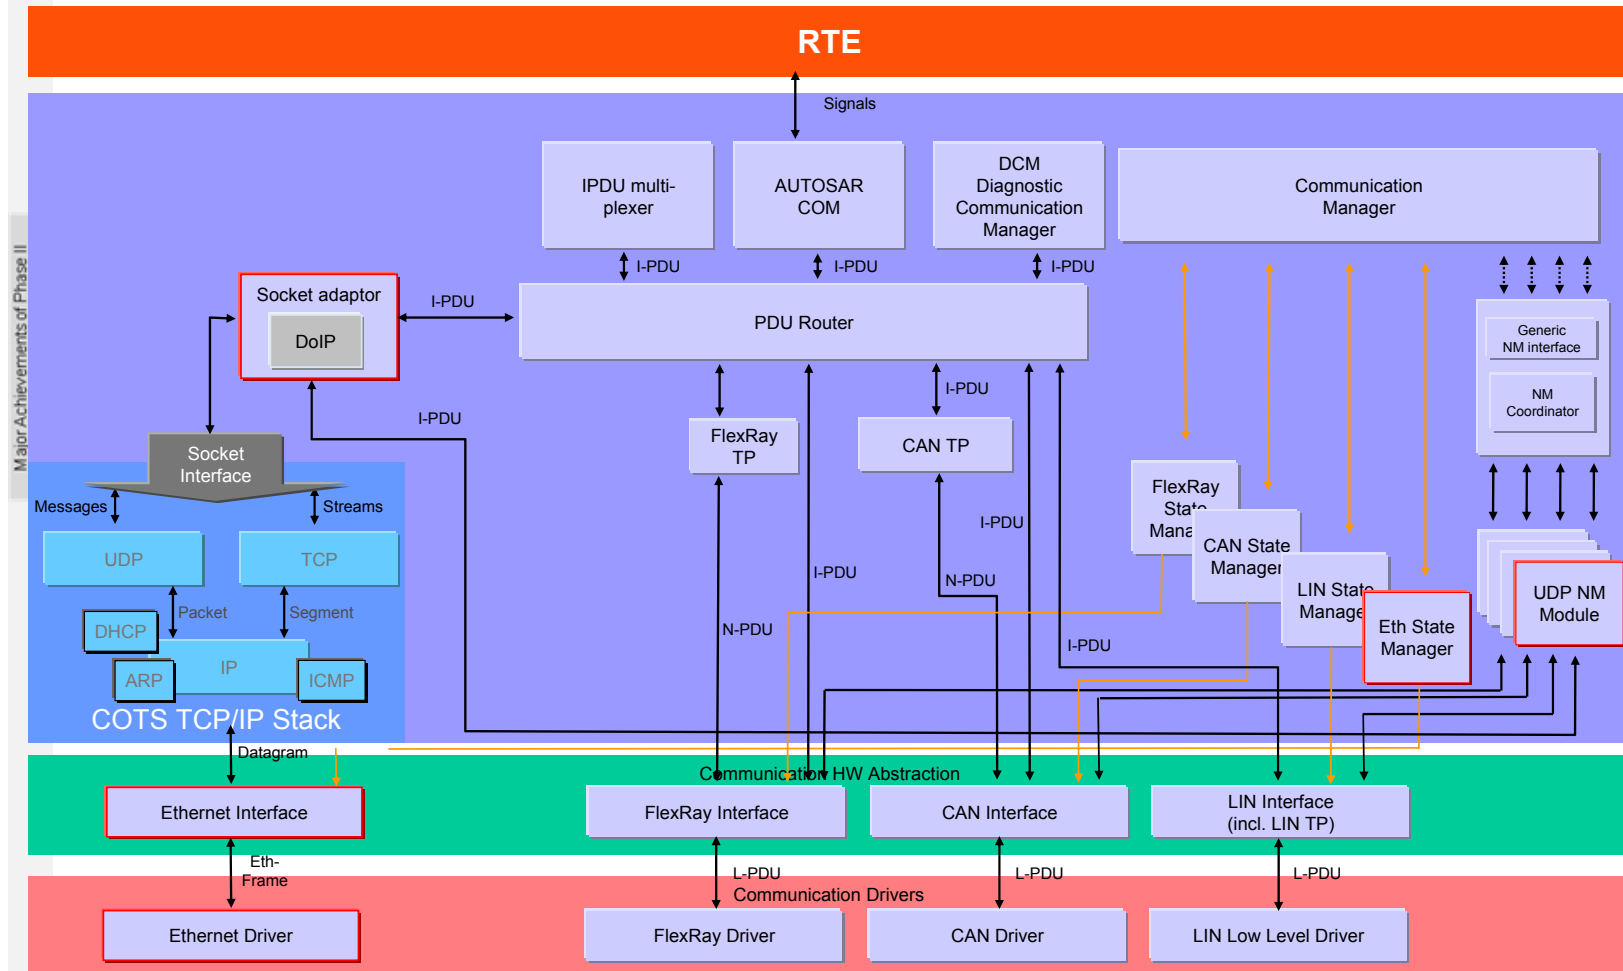 RTE
Signals
IPDU multi-
plexer
AUTOSAR
COM
DCM
Diagnostic
Communication
Manager
Communication
Manager
I-PDU
I-PDU
I-PDU
Major Achievements of Phase II
Socket adaptor
DoIP
I-PDU
PDU Router
Generic
NM interface
NM
Coordinator
I-PDU
I-PDU
FlexRay
TP
CAN TP
Socket
Interface
Messages
Streams
UDP
TCP
Packet
Segment
DHCP
IP
ARP
ICMP
COTS TCP/IP Stack
I-PDU
I-PDU
N-PDU
N-PDU
I-PDU
FlexRay
State
Manager
CAN State
Manager
LIN State
Manager
Eth State
Manager
UDP NM
Module
Datagram
Communication HW Abstraction
Ethernet Interface
FlexRay Interface
CAN Interface
LIN Interface
(incl. LIN TP)
Eth-
Frame
L-PDU
L-PDU
L-PDU
Communication Drivers
Ethernet Driver
FlexRay Driver
CAN Driver
LIN Low Level Driver